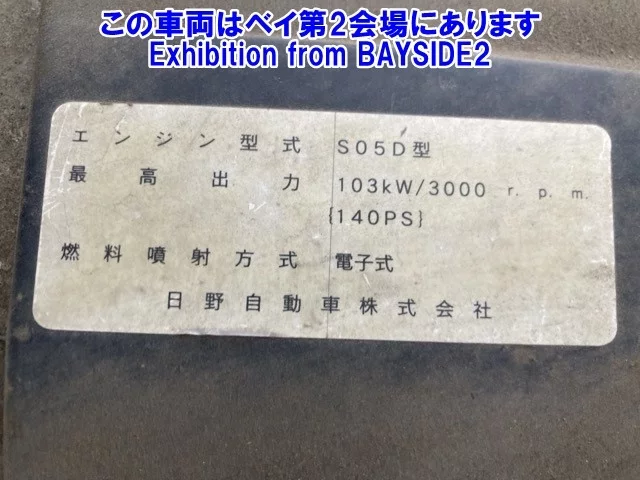 この車両はベイ第2会場にあります
Exhibition from BAYSIDE2
エンジン型式 S05D型
最高出力 103kW/3000 r.p.m.
{140PS}
燃料噴射方式 電子式
日野自動車株式会社